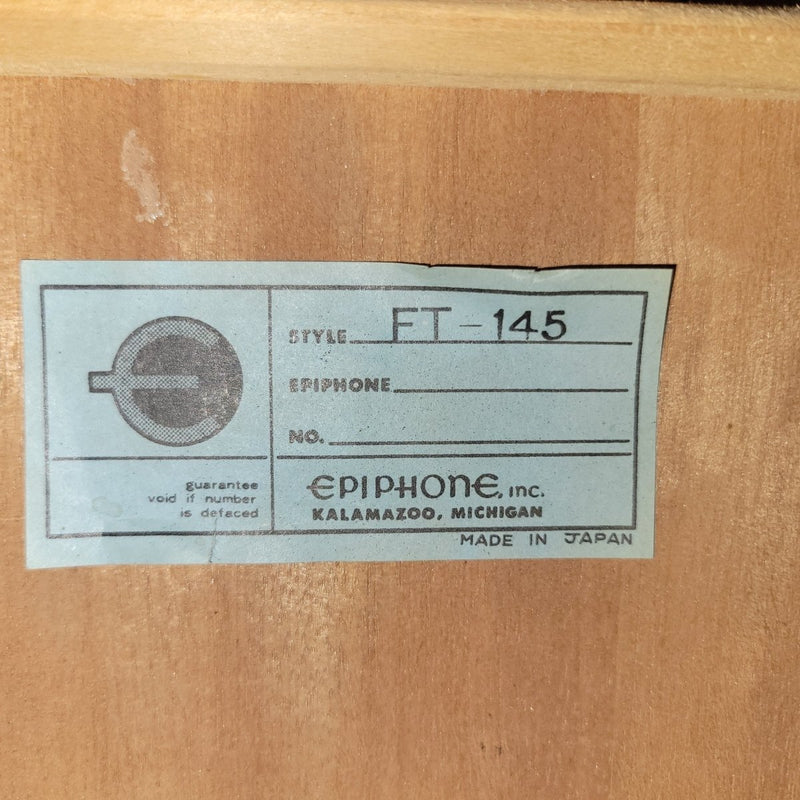 STYLE FT-145
EPIPHONE
NO.
guarantee
void if number
is defaced
EPIPHONE, INC.
KALAMAZOO, MICHIGAN
MADE IN JAPAN